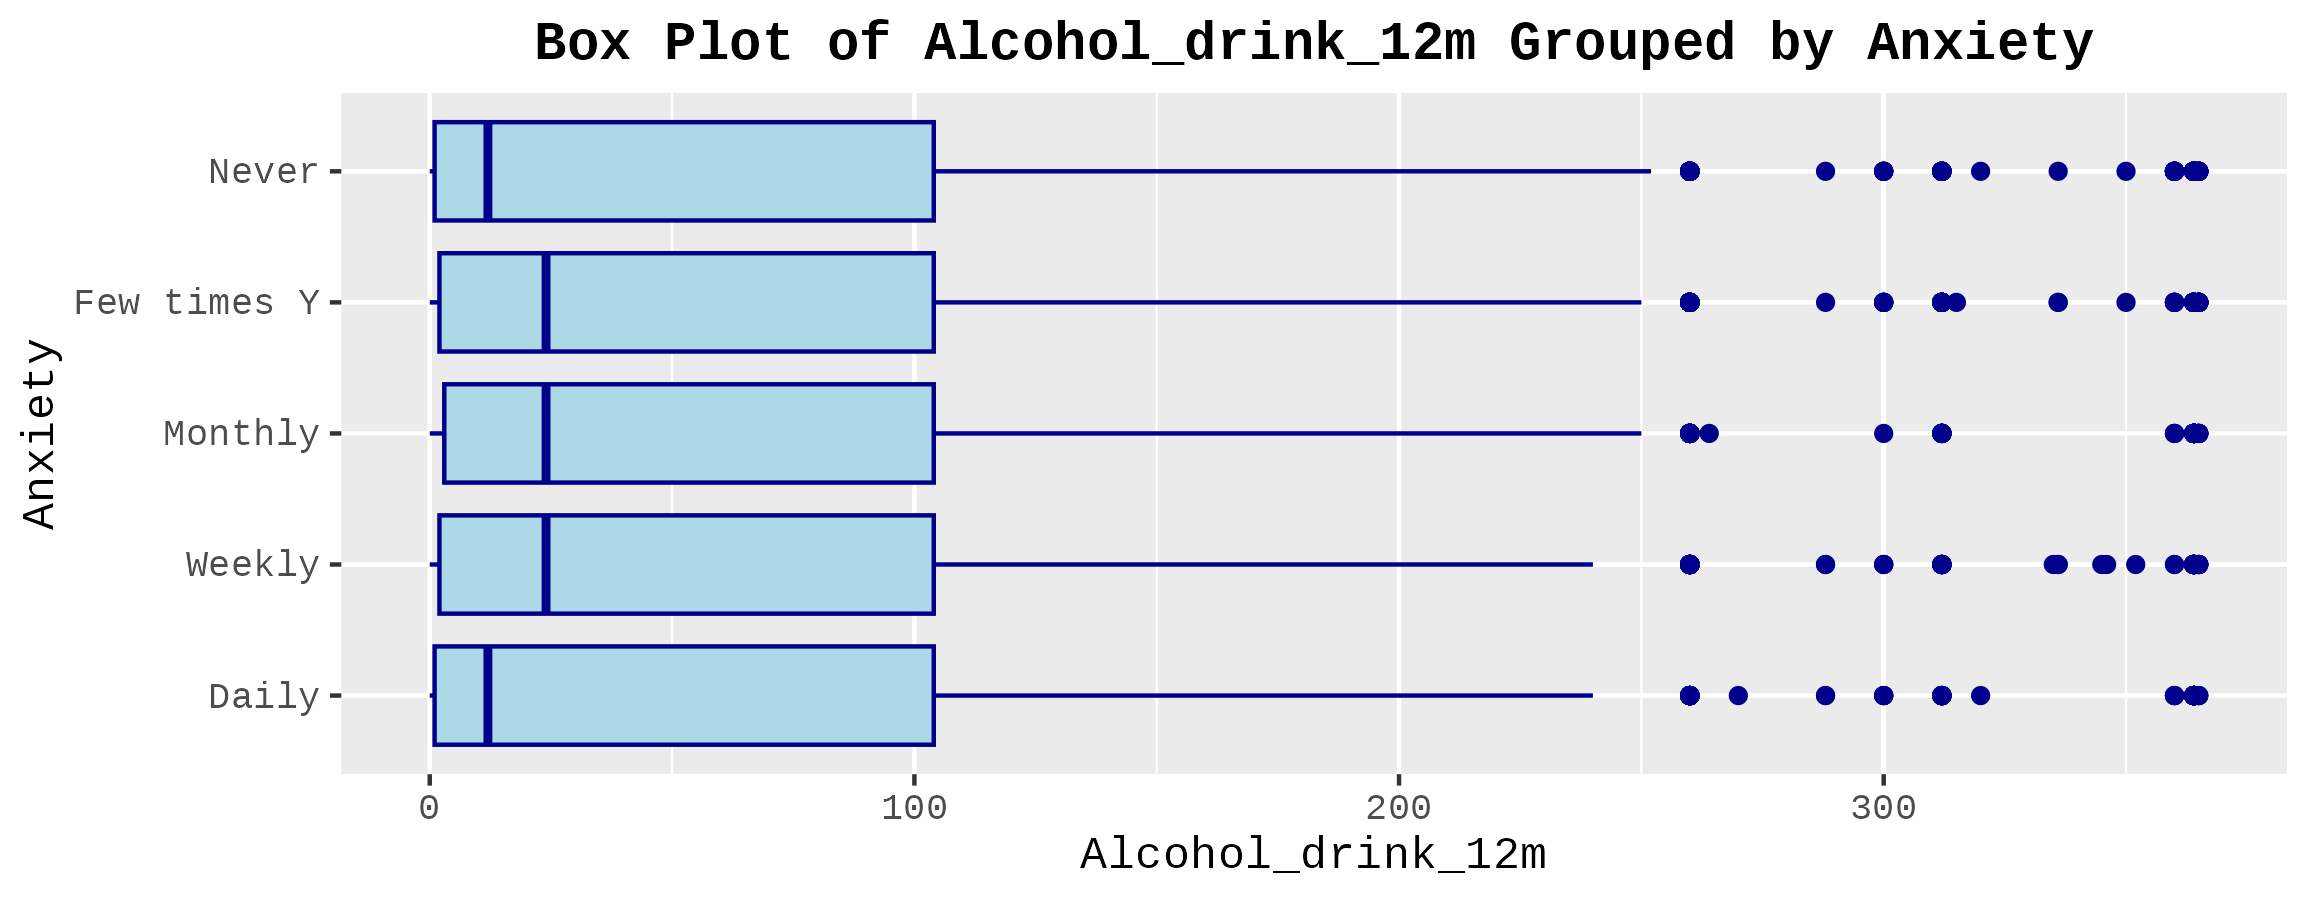 Box Plot of Alcohol_drink_12m Grouped by Anxiety
Never
Few times Y
Monthly
Weekly
Daily
Anxiety
0 100 200 300
Alcohol_drink_12m